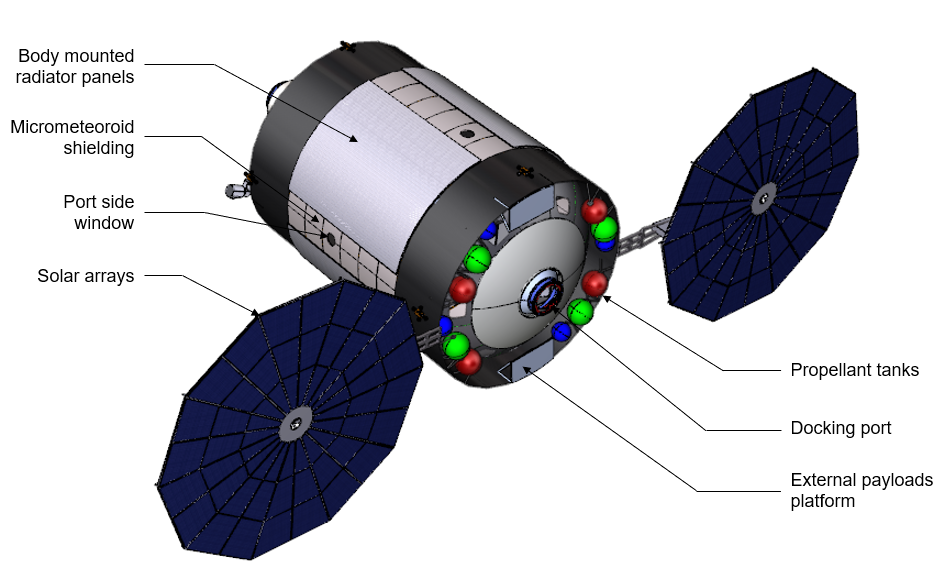 Body mounted
radiator panels
Micrometeoroid
shielding
Port side
window
Solar arrays
Propellant tanks
Docking port
External payloads
platform